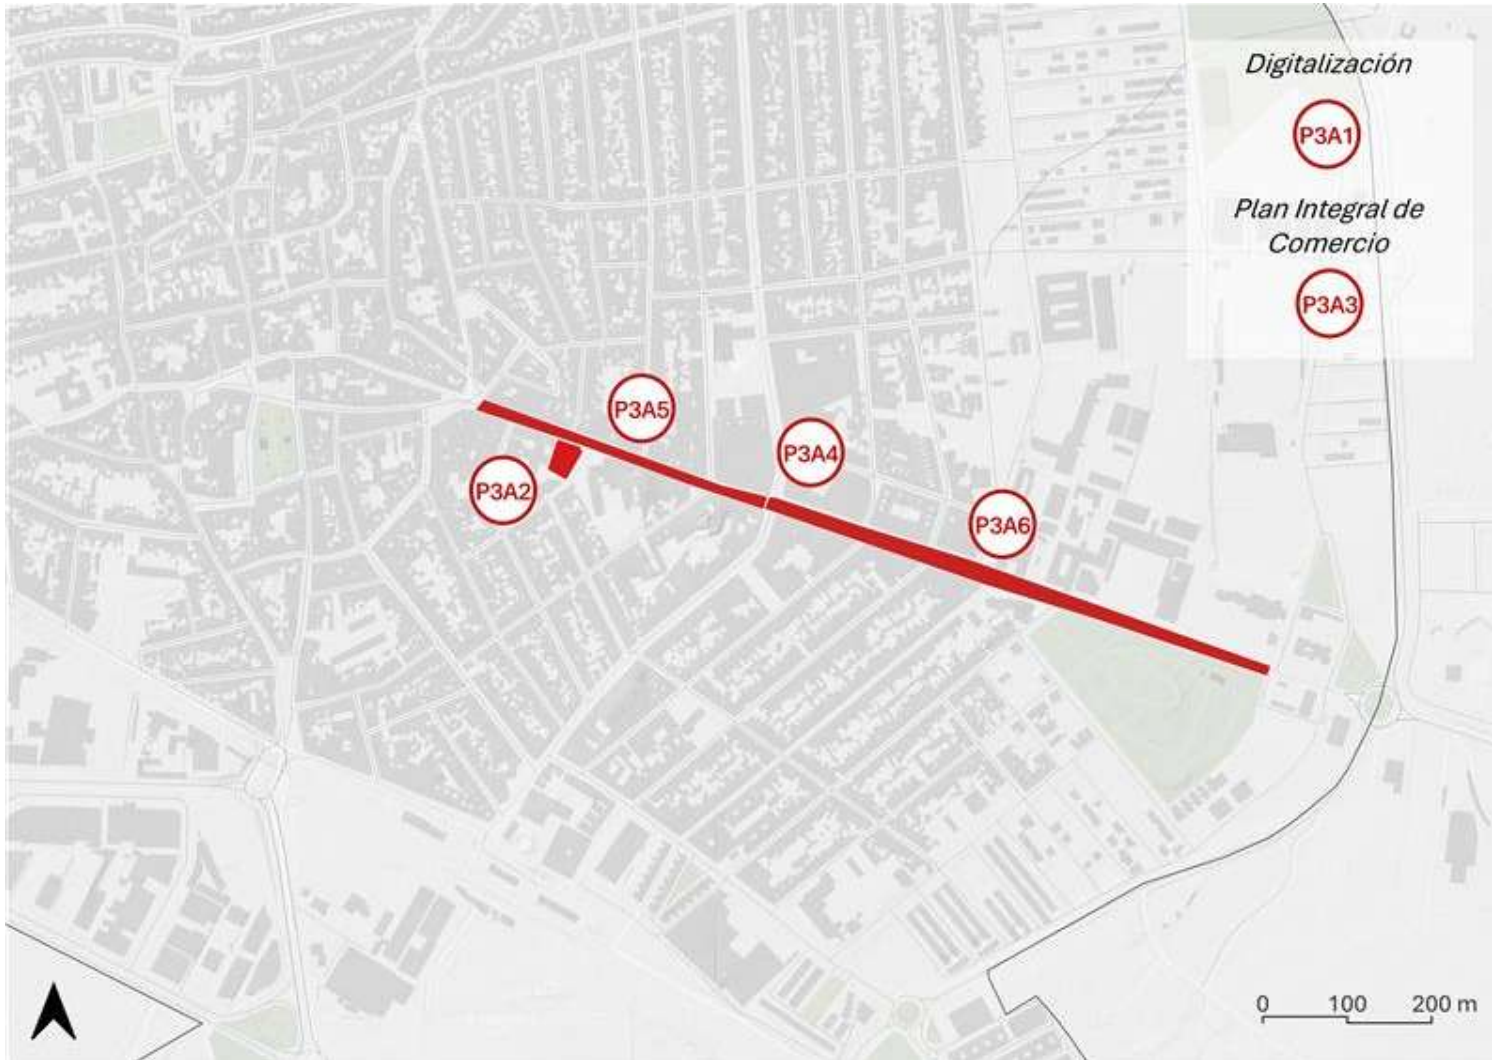 Digitalización
P3A1
Plan Integral de
Comercio
P3A3
P3A5
P3A4
P3A2
P3A6
0 100 200 m